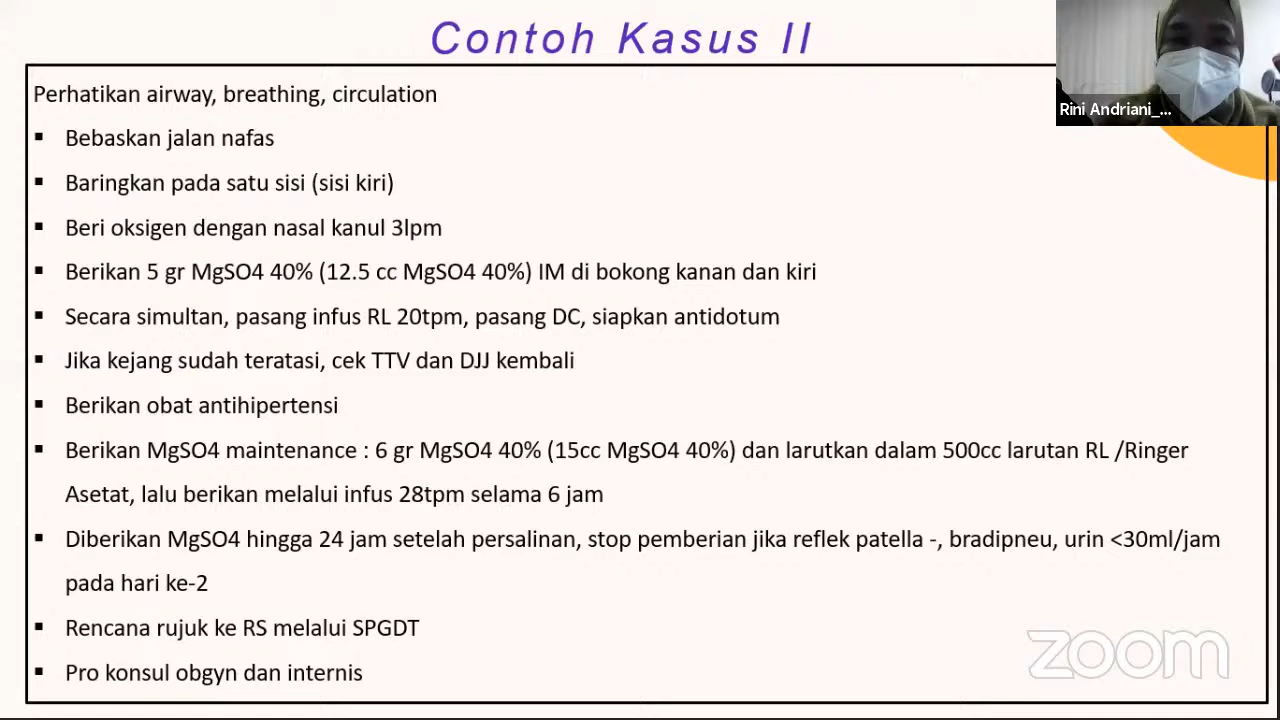 Contoh Kasus II
Rini Andriani_...
Perhatikan airway, breathing, circulation
▪ Bebaskan jalan nafas
▪ Baringkan pada satu sisi (sisi kiri)
▪ Beri oksigen dengan nasal kanul 3lpm
▪ Berikan 5 gr MgSO4 40% (12.5 cc MgSO4 40%) IM di bokong kanan dan kiri
▪ Secara simultan, pasang infus RL 20tpm, pasang DC, siapkan antidotum
▪ Jika kejang sudah teratasi, cek TTV dan DJJ kembali
▪ Berikan obat antihipertensi
▪ Berikan MgSO4 maintenance : 6 gr MgSO4 40% (15cc MgSO4 40%) dan larutkan dalam 500cc larutan RL /Ringer
Asetat, lalu berikan melalui infus 28tpm selama 6 jam
▪ Diberikan MgSO4 hingga 24 jam setelah persalinan, stop pemberian jika reflek patella -, bradipneu, urin <30ml/jam
pada hari ke-2
▪ Rencana rujuk ke RS melalui SPGDT
▪ Pro konsul obgyn dan internis
zoom